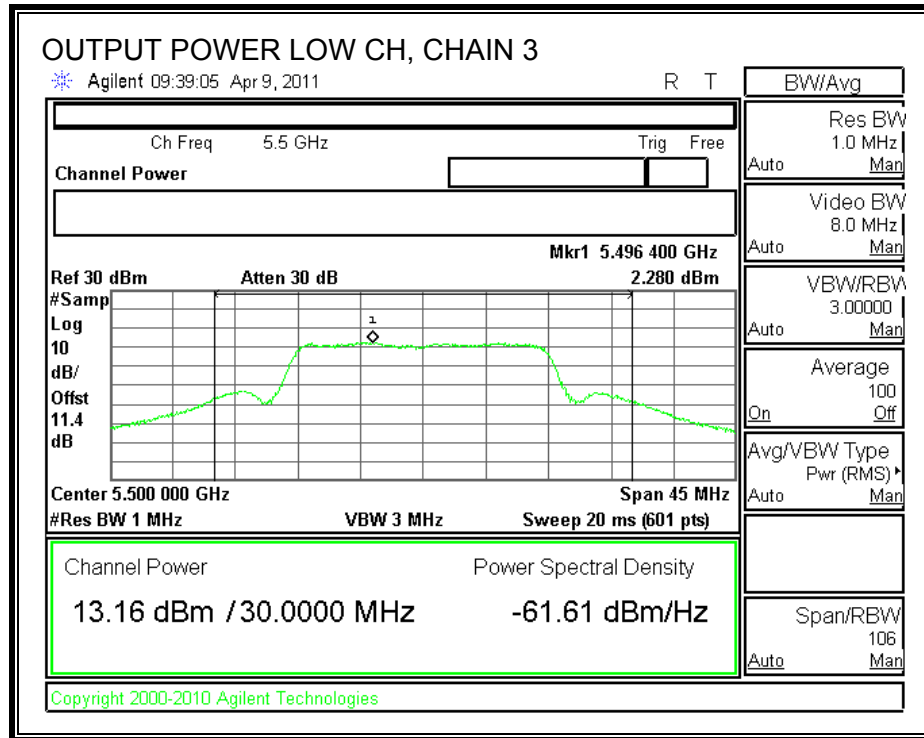 OUTPUT POWER LOW CH, CHAIN 3
Agilent 09:39:05 Apr 9, 2011 R T
Ch Freq 5.5 GHz Trig Free
Channel Power
Mkr1 5.496 400 GHz
Ref 30 dBm Atten 30 dB 2.280 dBm
#Samp
Log
10
dB/
Offst
11.4
dB
1
Center 5.500 000 GHz Span 45 MHz
#Res BW 1 MHz VBW 3 MHz Sweep 20 ms (601 pts)
Channel Power Power Spectral Density
13.16 dBm / 30.0000 MHz -61.61 dBm/Hz
Copyright 2000-2010 Agilent Technologies
BW/Avg
Res BW
1.0 MHz
Auto Man
Video BW
8.0 MHz
Auto Man
VBW/RBW
3.00000
Auto Man
Average
100
On Off
Avg/VBW Type
Pwr (RMS)
Auto Man
Span/RBW
106
Auto Man